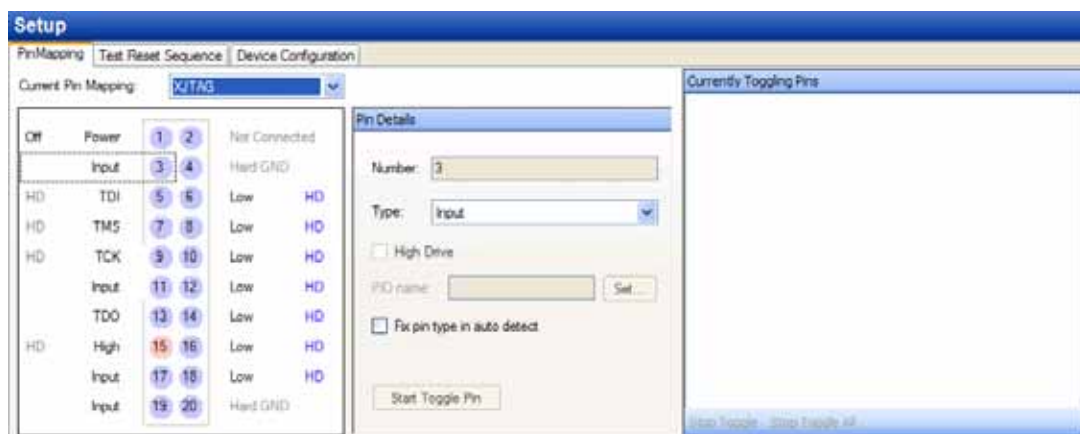 Setup
PinMapping Test Reset Sequence Device Configuration
Current Pin Mapping: XJTAG
Off Power 1 2 Not Connected
Input 3 4 Hard GND
HD TDI 5 6 Low HD
HD TMS 7 8 Low HD
HD TCK 9 10 Low HD
Input 11 12 Low HD
TDO 13 14 Low HD
HD High 15 16 Low HD
Input 17 18 Low HD
Input 19 20 Hard GND
Pin Details
Number: 3
Type: Input
High Drive
PIO name: Set...
Fix pin type in auto detect
Start Toggle Pin
Currently Toggling Pins
Stop Toggle Stop Toggle All